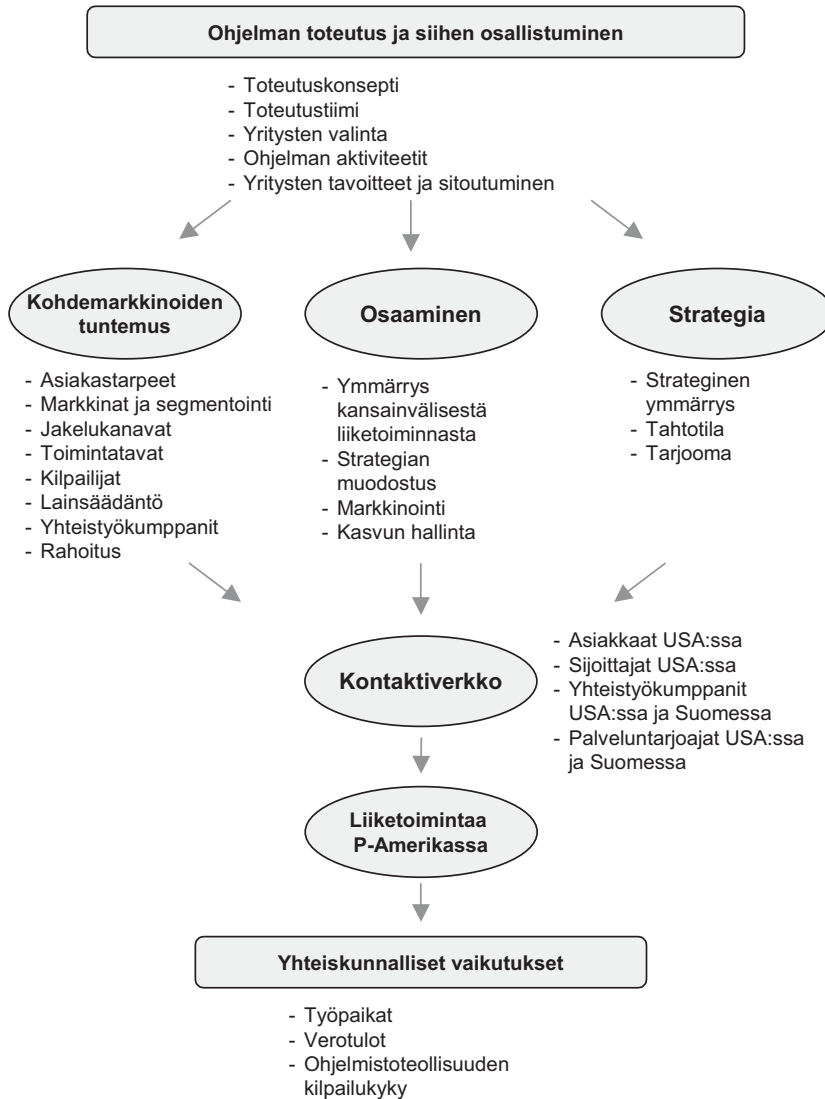 Ohjelman toteutus ja siihen osallistuminen
- Toteutuskonsepti
- Toteutustiimi
- Yritysten valinta
- Ohjelman aktiviteetit
- Yritysten tavoitteet ja sitoutuminen
Kohdemarkkinoiden
tuntemus
- Asiakastarpeet
- Markkinat ja segmentointi
- Jakelukanavat
- Toimintatavat
- Kilpailijat
- Lainsäädäntö
- Yhteistyökumppanit
- Rahoitus
Osaaminen
- Ymmärrys
kansainvälisestä
liiketoiminnasta
- Strategian
muodostus
- Markkinointi
- Kasvun hallinta
Strategia
- Strateginen
ymmärrys
- Tahtotila
- Tarjooma
Kontaktiverkko
- Asiakkaat USA:ssa
- Sijoittajat USA:ssa
- Yhteistyökumppanit
USA:ssa ja Suomessa
- Palveluntarjoajat USA:ssa
ja Suomessa
Liiketoimintaa
P-Amerikassa
Yhteiskunnalliset vaikutukset
- Työpaikat
- Verotulot
- Ohjelmistoteollisuuden
kilpailukyky